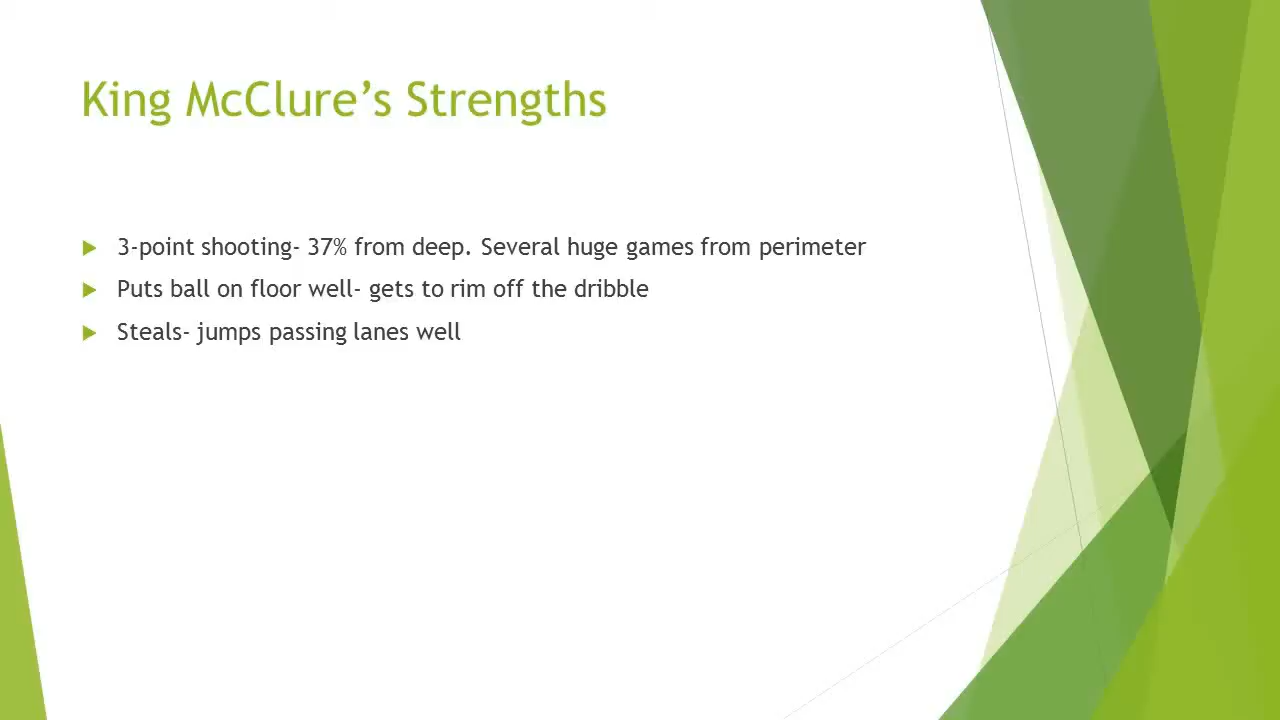 King McClure’s Strengths
3-point shooting- 37% from deep. Several huge games from perimeter
Puts ball on floor well- gets to rim off the dribble
Steals- jumps passing lanes well